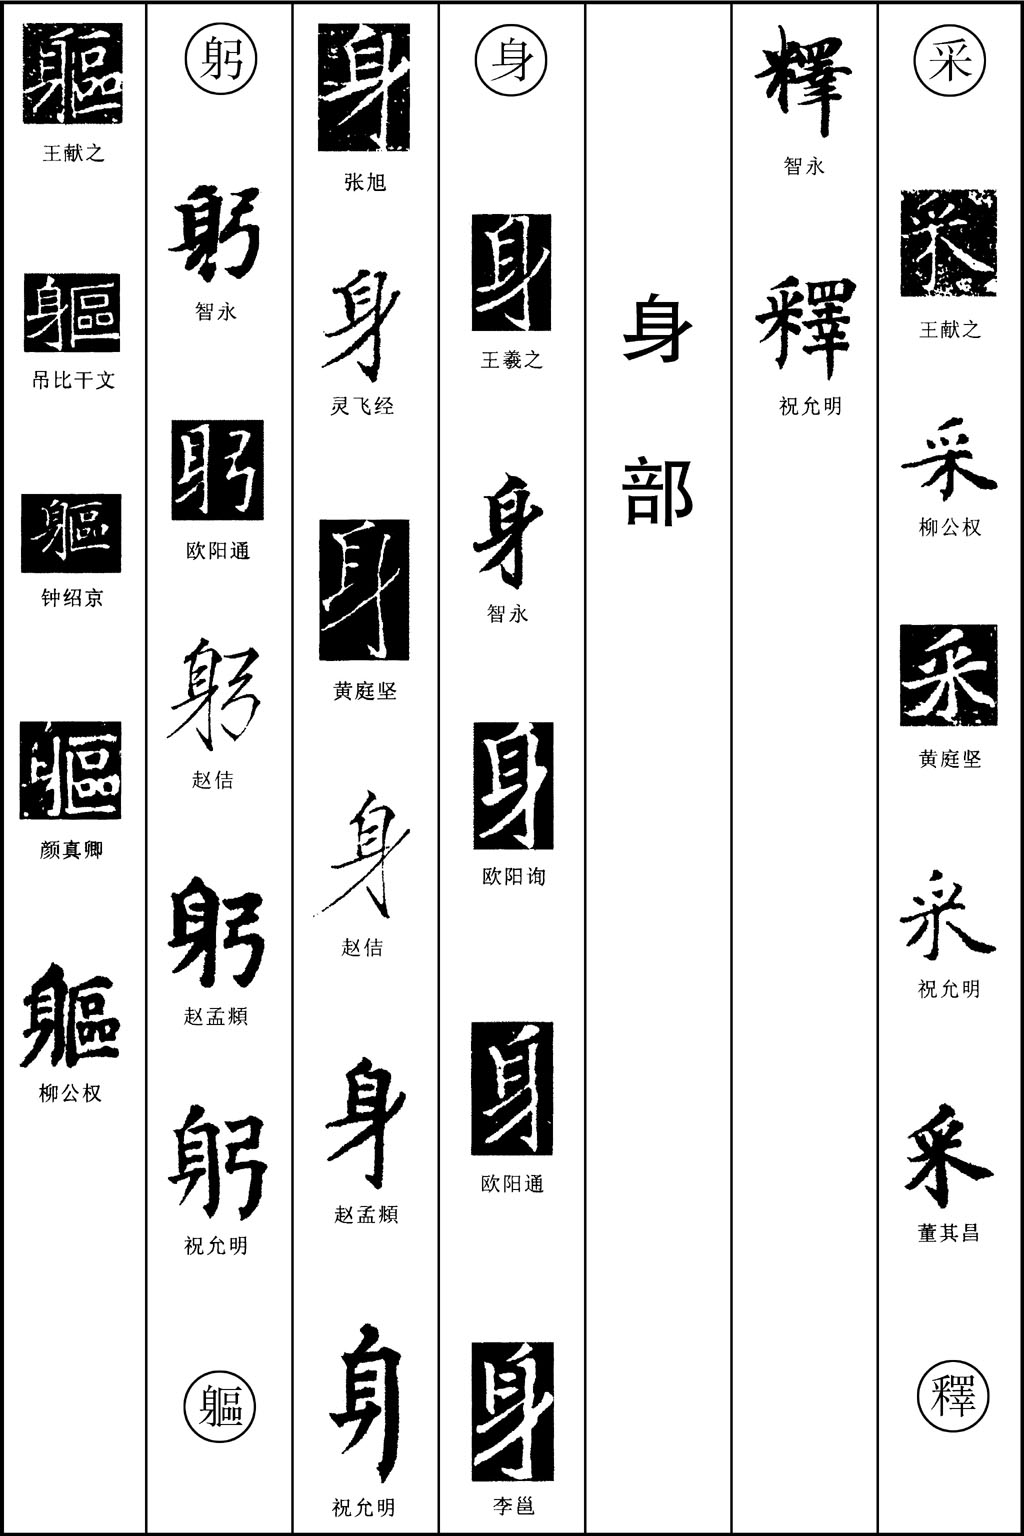 采
采
王献之
采
柳公权
采
黄庭坚
采
祝允明
采
董其昌
釋
釋
智永
釋
祝允明
身
部
身
身
王羲之
身
智永
身
欧阳询
身
欧阳通
身
李邕
身
张旭
身
灵飞经
身
黄庭坚
身
赵佶
身
赵孟頫
身
祝允明
躬
躬
智永
躬
欧阳通
躬
赵佶
躬
赵孟頫
躬
祝允明
軀
軀
王献之
軀
吊比干文
軀
钟绍京
軀
颜真卿
軀
柳公权